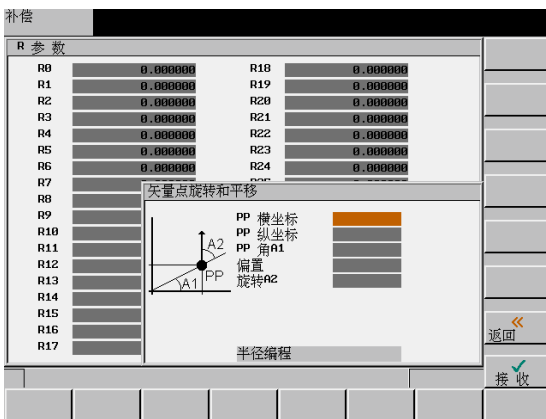 补偿
R 参 数
R0 0.000000 R18 0.000000
R1 0.000000 R19 0.000000
R2 0.000000 R20 0.000000
R3 0.000000 R21 0.000000
R4 0.000000 R22 0.000000
R5 0.000000 R23 0.000000
R6 0.000000 R24 0.000000
R7
R8
R9
R10
R11
R12
R13
R14
R15
R16
R17
矢量点旋转和平移
PP 横坐标
PP 纵坐标
PP 角A1
偏置
旋转A2
A2
PP
A1
半径编程
返回
接 收